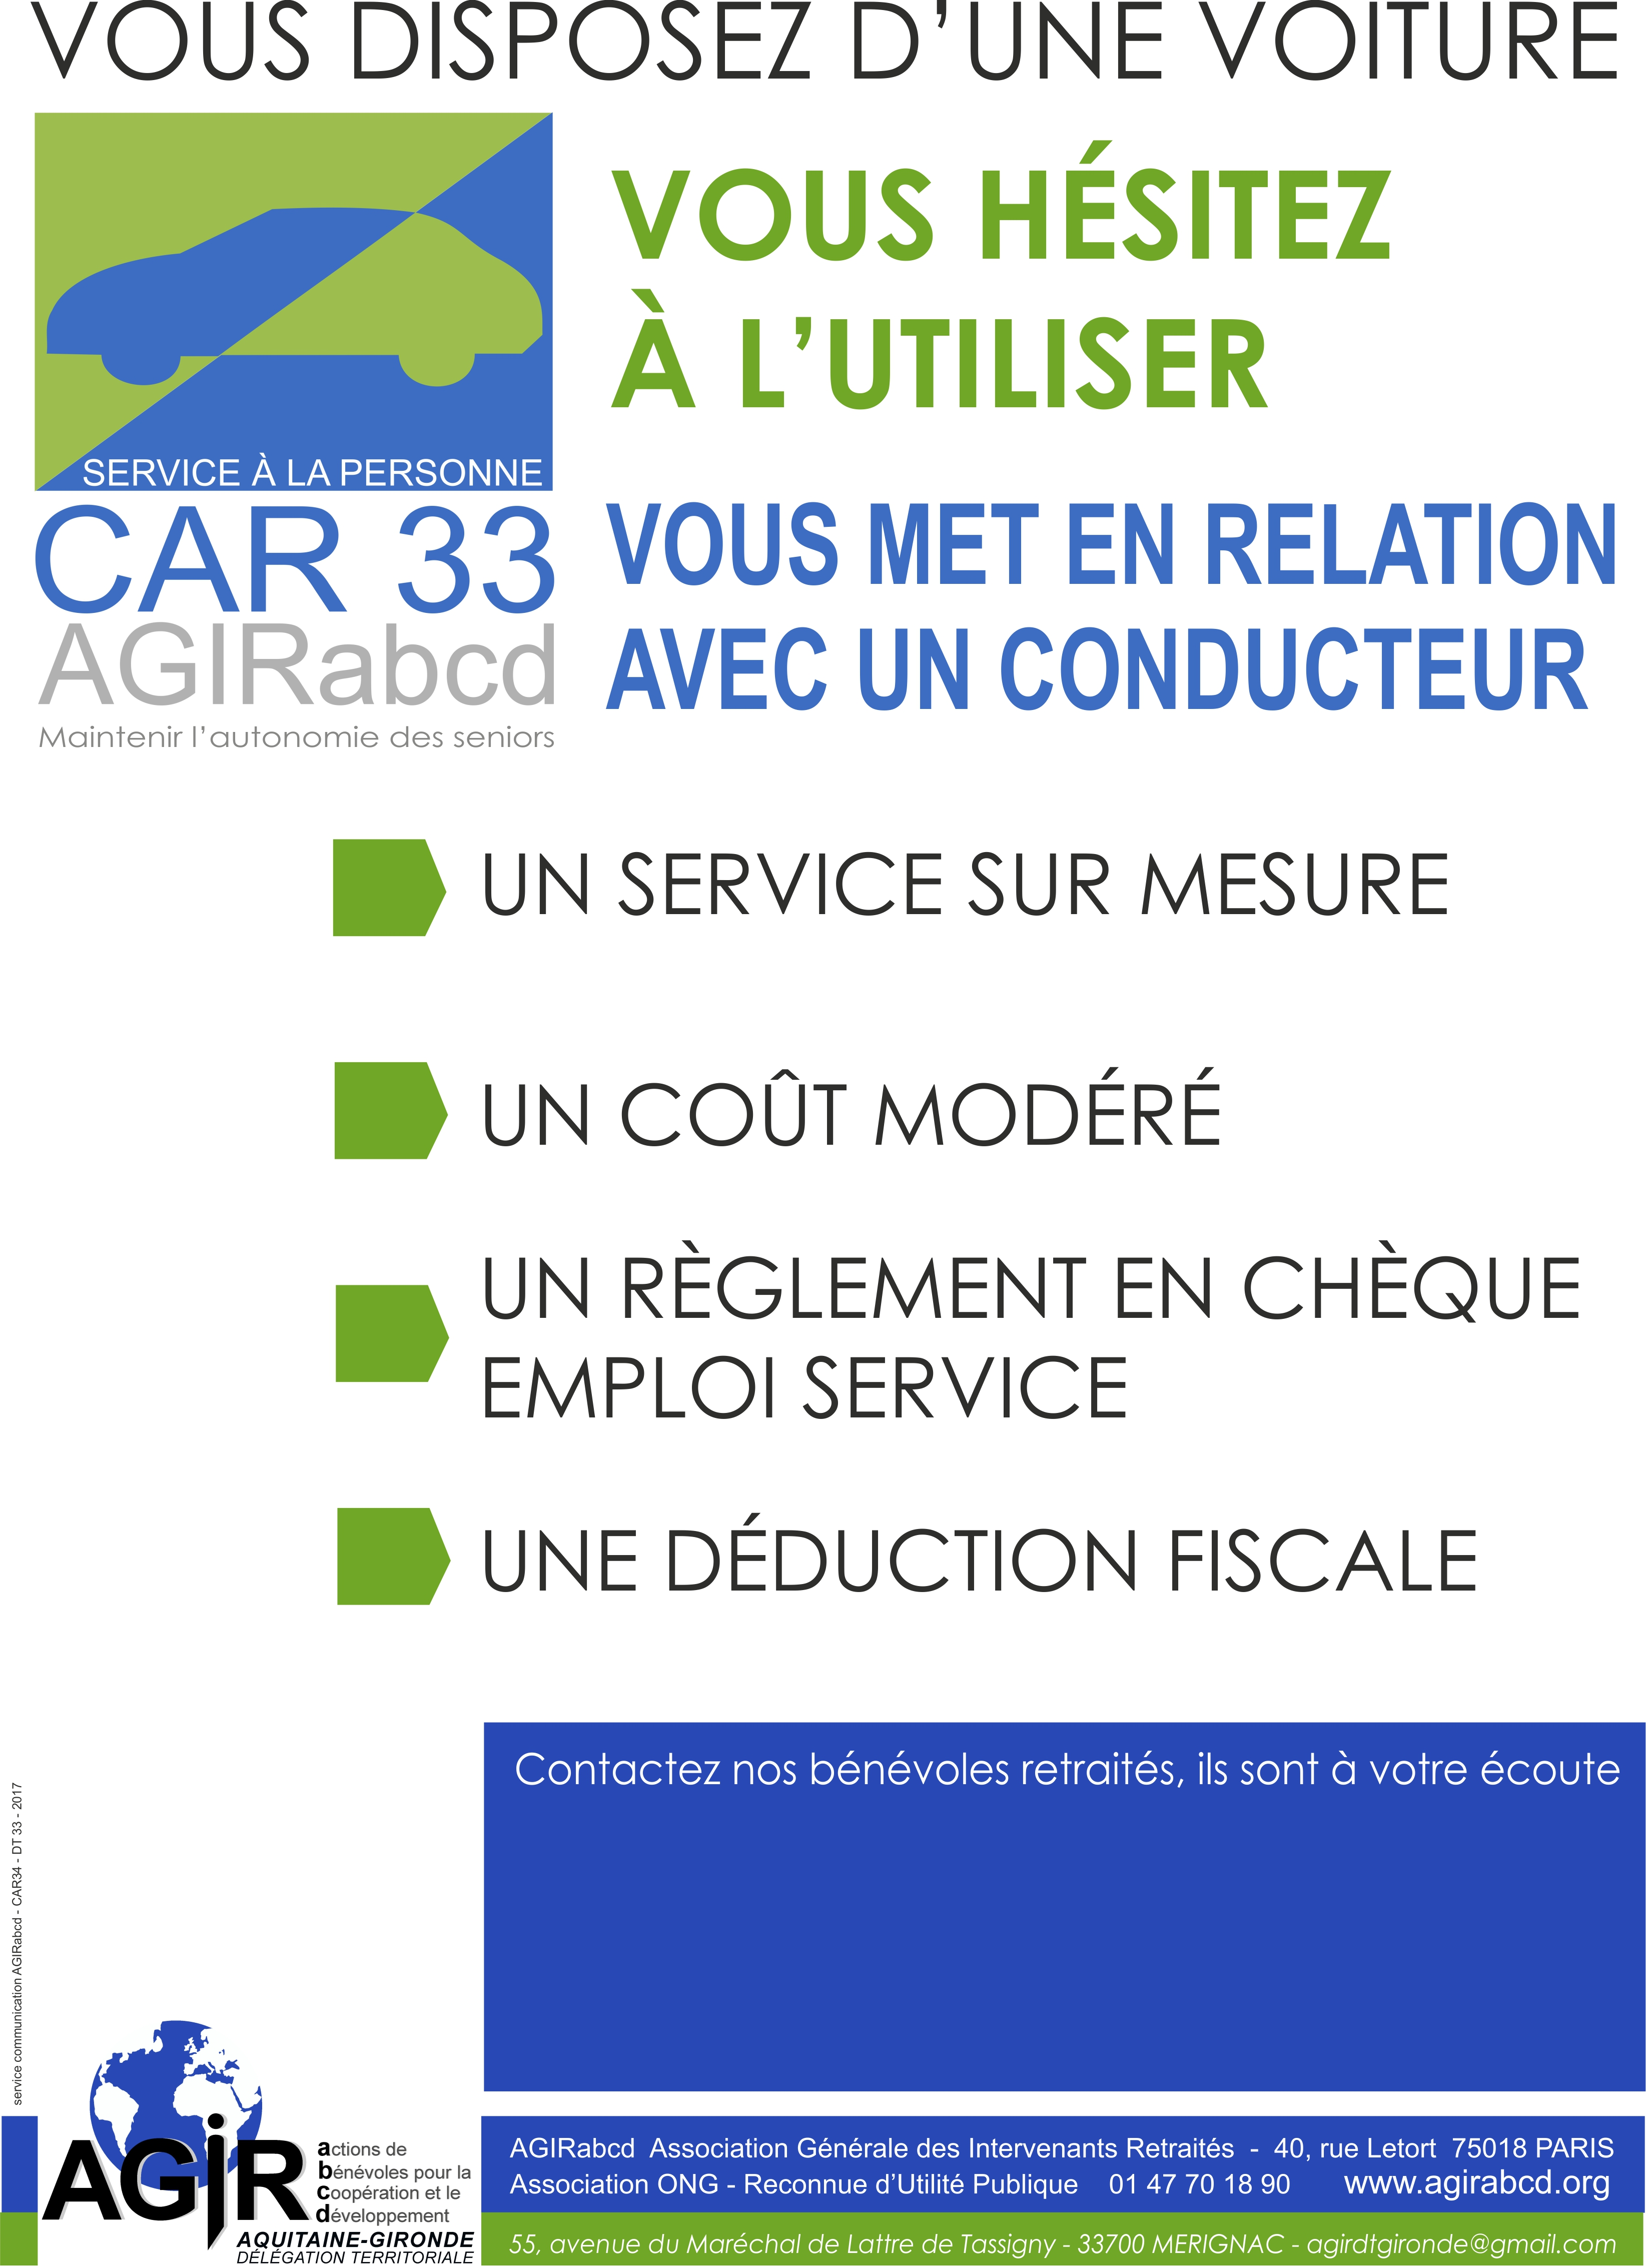 VOUS DISPOSEZ D'UNE VOITURE
VOUS HÉSITEZ
À L'UTILISER
SERVICE À LA PERSONNE
CAR 33
AGIRabcd
Maintenir l'autonomie des seniors
VOUS MET EN RELATION
AVEC UN CONDUCTEUR
UN SERVICE SUR MESURE
UN COÛT MODÉRÉ
UN RÈGLEMENT EN CHÈQUE
EMPLOI SERVICE
UNE DÉDUCTION FISCALE
Contactez nos bénévoles retraités, ils sont à votre écoute
service communication AGIRabcd - CAR34 - DT 33 - 2017
AGIR
actions de
bénévoles pour la
coopération et le
développement
AQUITAINE-GIRONDE
DÉLÉGATION TERRITORIALE
AGIRabcd Association Générale des Intervenants Retraités - 40, rue Letort 75018 PARIS
Association ONG - Reconnue d'Utilité Publique 01 47 70 18 90 www.agirabcd.org
55, avenue du Maréchal de Lattre de Tassigny - 33700 MERIGNAC - agirdtgironde@gmail.com